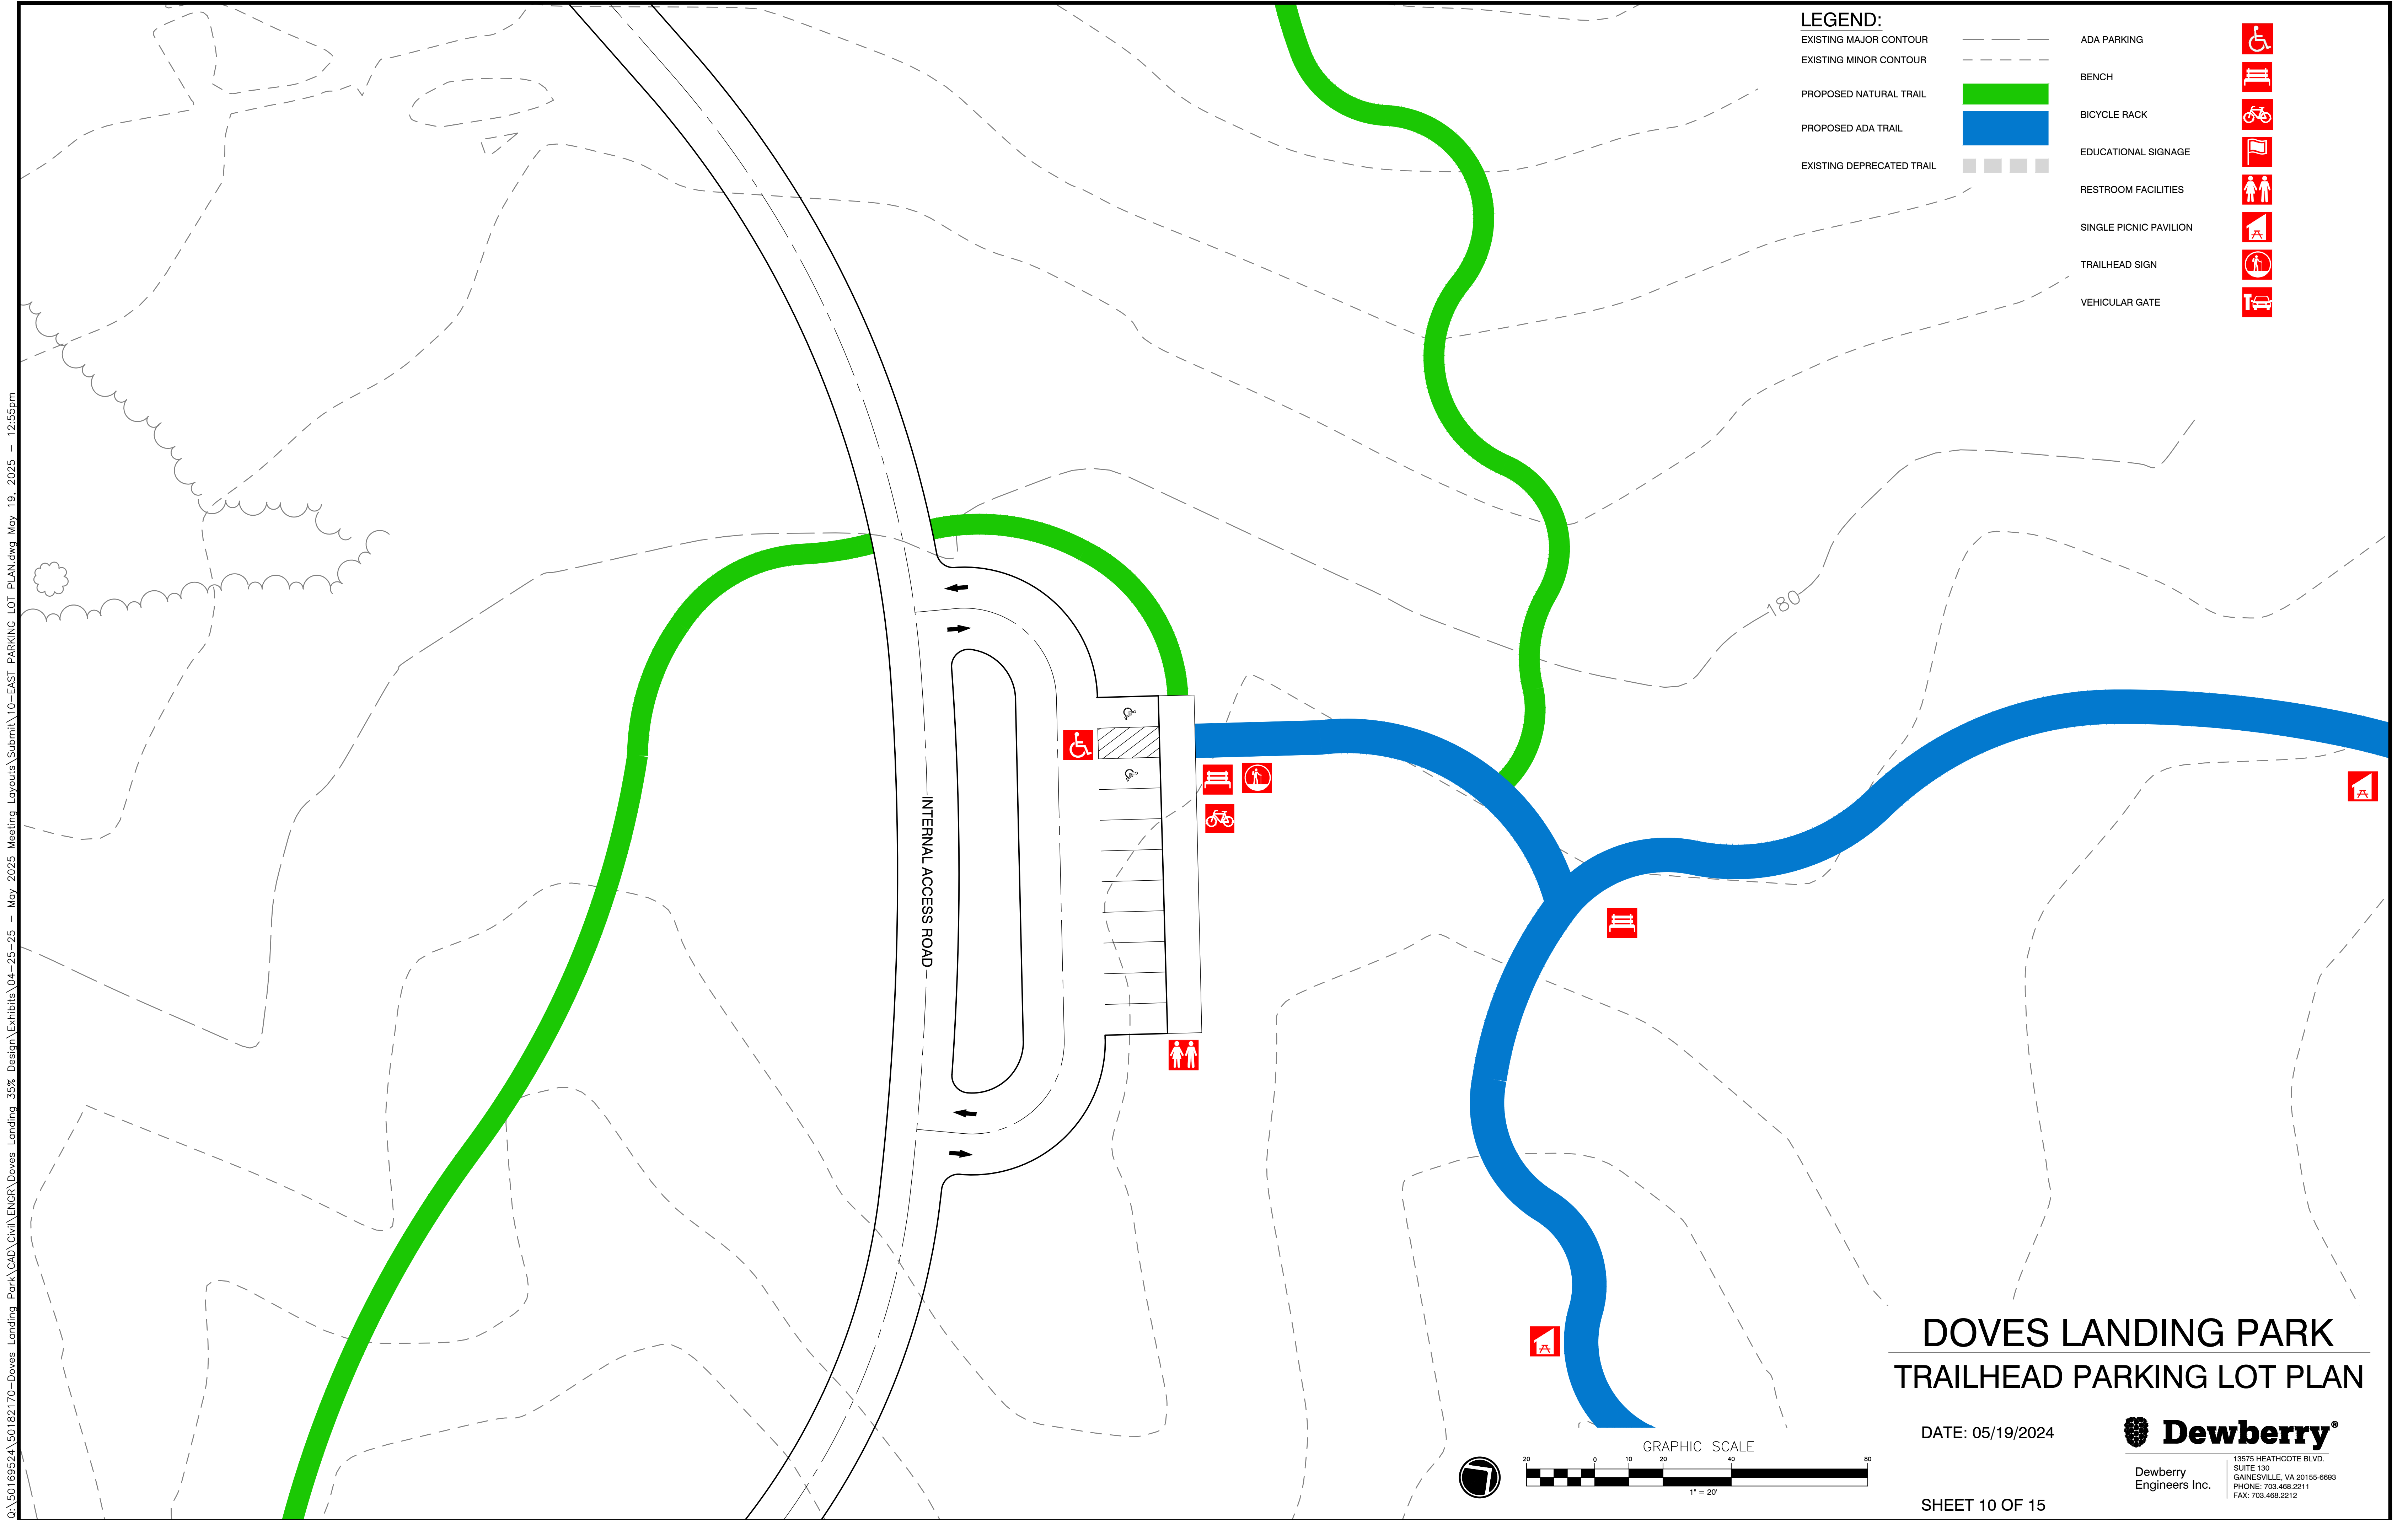 LEGEND:
EXISTING MAJOR CONTOUR
EXISTING MINOR CONTOUR
PROPOSED NATURAL TRAIL
PROPOSED ADA TRAIL
EXISTING DEPRECATED TRAIL
ADA PARKING
BENCH
BICYCLE RACK
EDUCATIONAL SIGNAGE
RESTROOM FACILITIES
SINGLE PICNIC PAVILION
TRAILHEAD SIGN
VEHICULAR GATE
180
INTERNAL ACCESS ROAD
Q:\50169524\50182170-Doves Landing Park\CAD\Civil\ENGR\Doves Landing 35% Design\Exhibits\04-25-25 - May 2025 Meeting Layouts\Submit\10-EAST PARKING LOT PLAN.dwg May 19, 2025 - 12:55pm
DOVES LANDING PARK
TRAILHEAD PARKING LOT PLAN
DATE: 05/19/2024
SHEET 10 OF 15
Dewberry®
Dewberry
Engineers Inc.
13575 HEATHCOTE BLVD.
SUITE 130
GAINESVILLE, VA 20155-6693
PHONE: 703.468.2211
FAX: 703.468.2212
GRAPHIC SCALE
20 0 10 20 40 80
1" = 20'